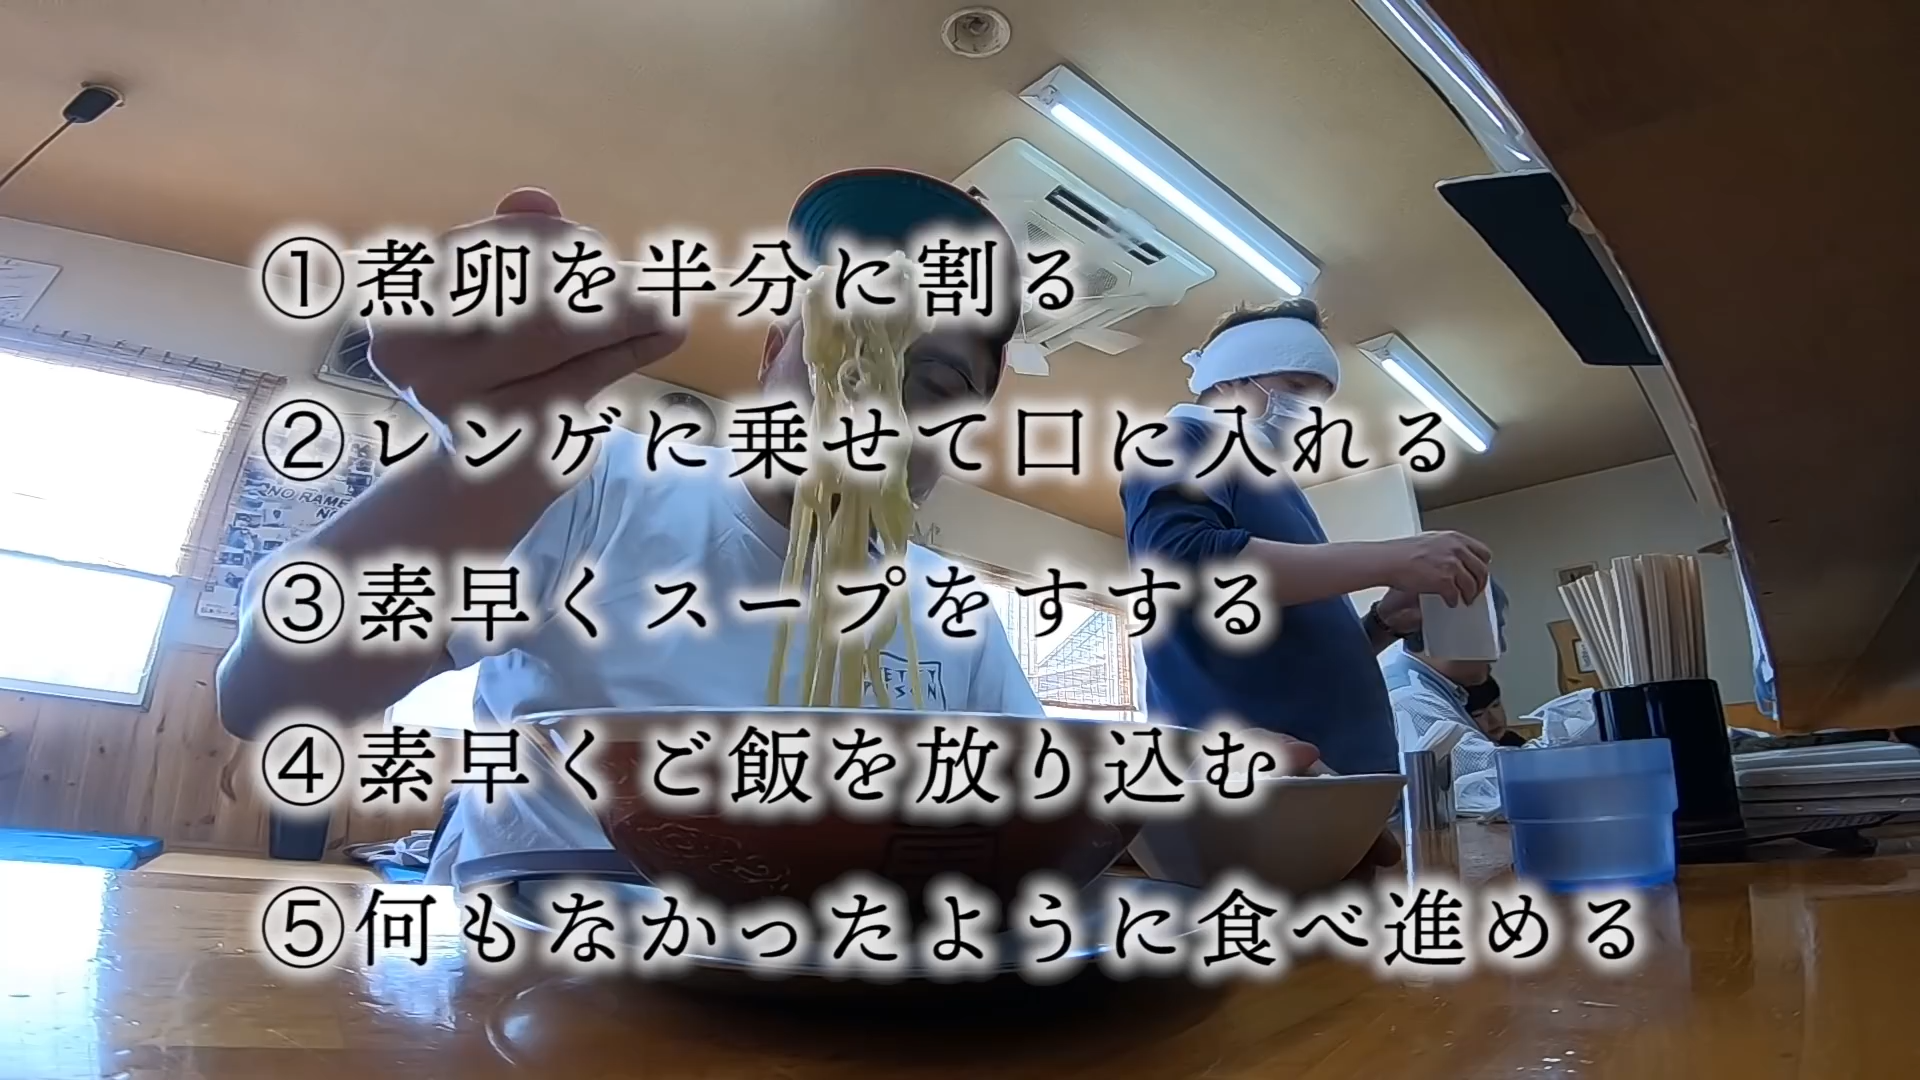 ①煮卵を半分に割る
②レンゲに乗せて口に入れる
NO RAME
③素早くスープをすする
④素早くご飯を放り込む
⑤何もなかったように食べ進める